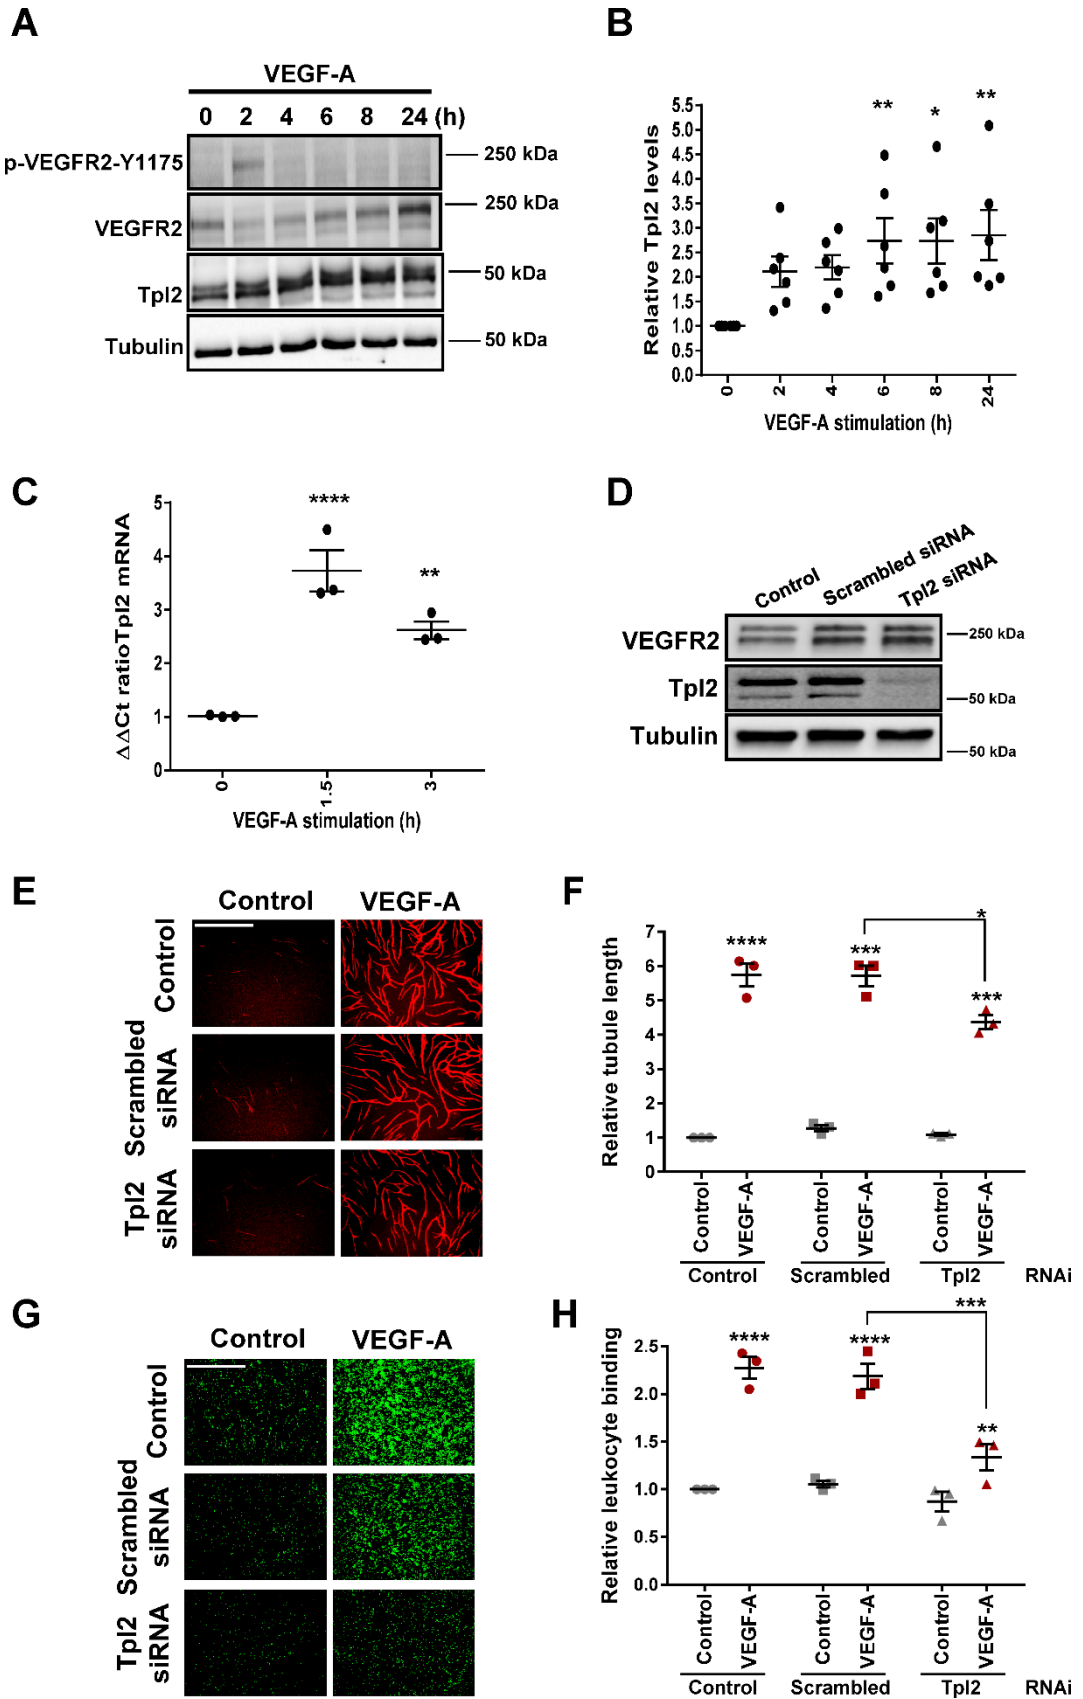 A
VEGF-A
0 2 4 6 8 24 (h)
p-VEGFR2-Y1175
250 kDa
VEGFR2
250 kDa
Tpl2
50 kDa
Tubulin
50 kDa
B
Relative Tpl2 levels
5.5
5.0
4.5
4.0
3.5
3.0
2.5
2.0
1.5
1.0
0.5
0.0
** * **
0 2 4 6 8 24
VEGF-A stimulation (h)
C
ΔΔCt ratioTpl2 mRNA
5
4
3
2
1
0
****
**
0 1.5 3
VEGF-A stimulation (h)
D
Control Scrambled siRNA Tpl2 siRNA
VEGFR2
250 kDa
Tpl2
50 kDa
Tubulin
50 kDa
E
Control VEGF-A
Control
Scrambled
siRNA
Tpl2
siRNA
F
Relative tubule length
7
6
5
4
3
2
1
0
*
**** *** ***
Control VEGF-A Control VEGF-A Control VEGF-A
Control Scrambled Tpl2 RNAi
G
Control VEGF-A
Control
Scrambled
siRNA
Tpl2
siRNA
H
Relative leukocyte binding
2.5
2.0
1.5
1.0
0.5
0.0
***
**** **** **
Control VEGF-A Control VEGF-A Control VEGF-A
Control Scrambled Tpl2 RNAi